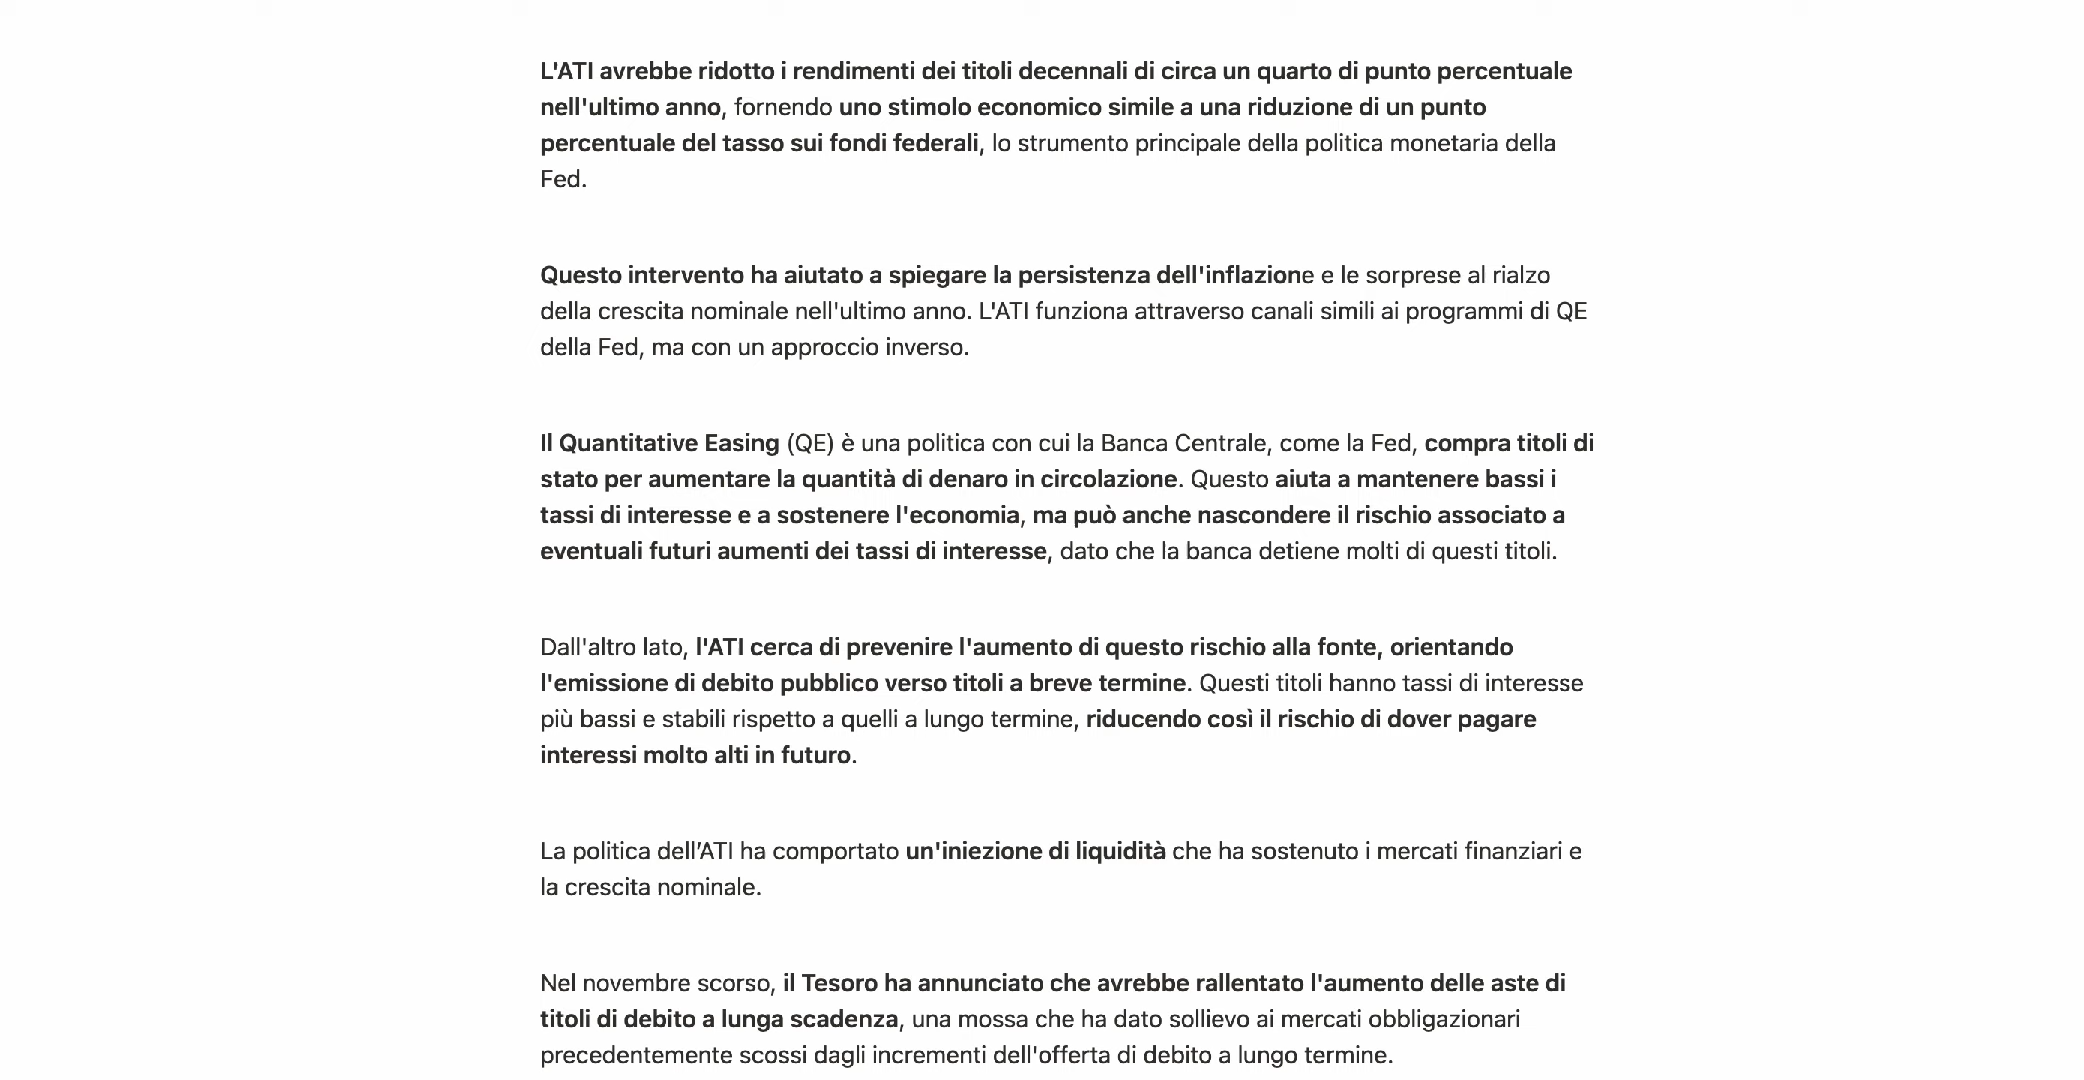 L'ATI avrebbe ridotto i rendimenti dei titoli decennali di circa un quarto di punto percentuale
nell'ultimo anno, fornendo uno stimolo economico simile a una riduzione di un punto
percentuale del tasso sui fondi federali, lo strumento principale della politica monetaria della
Fed.
Questo intervento ha aiutato a spiegare la persistenza dell'inflazione e le sorprese al rialzo
della crescita nominale nell'ultimo anno. L'ATI funziona attraverso canali simili ai programmi di QE
della Fed, ma con un approccio inverso.
Il Quantitative Easing (QE) è una politica con cui la Banca Centrale, come la Fed, compra titoli di
stato per aumentare la quantità di denaro in circolazione. Questo aiuta a mantenere bassi i
tassi di interesse e a sostenere l'economia, ma può anche nascondere il rischio associato a
eventuali futuri aumenti dei tassi di interesse, dato che la banca detiene molti di questi titoli.
Dall'altro lato, l'ATI cerca di prevenire l'aumento di questo rischio alla fonte, orientando
l'emissione di debito pubblico verso titoli a breve termine. Questi titoli hanno tassi di interesse
più bassi e stabili rispetto a quelli a lungo termine, riducendo così il rischio di dover pagare
interessi molto alti in futuro.
La politica dell’ATI ha comportato un'iniezione di liquidità che ha sostenuto i mercati finanziari e
la crescita nominale.
Nel novembre scorso, il Tesoro ha annunciato che avrebbe rallentato l'aumento delle aste di
titoli di debito a lunga scadenza, una mossa che ha dato sollievo ai mercati obbligazionari
precedentemente scossi dagli incrementi dell'offerta di debito a lungo termine.